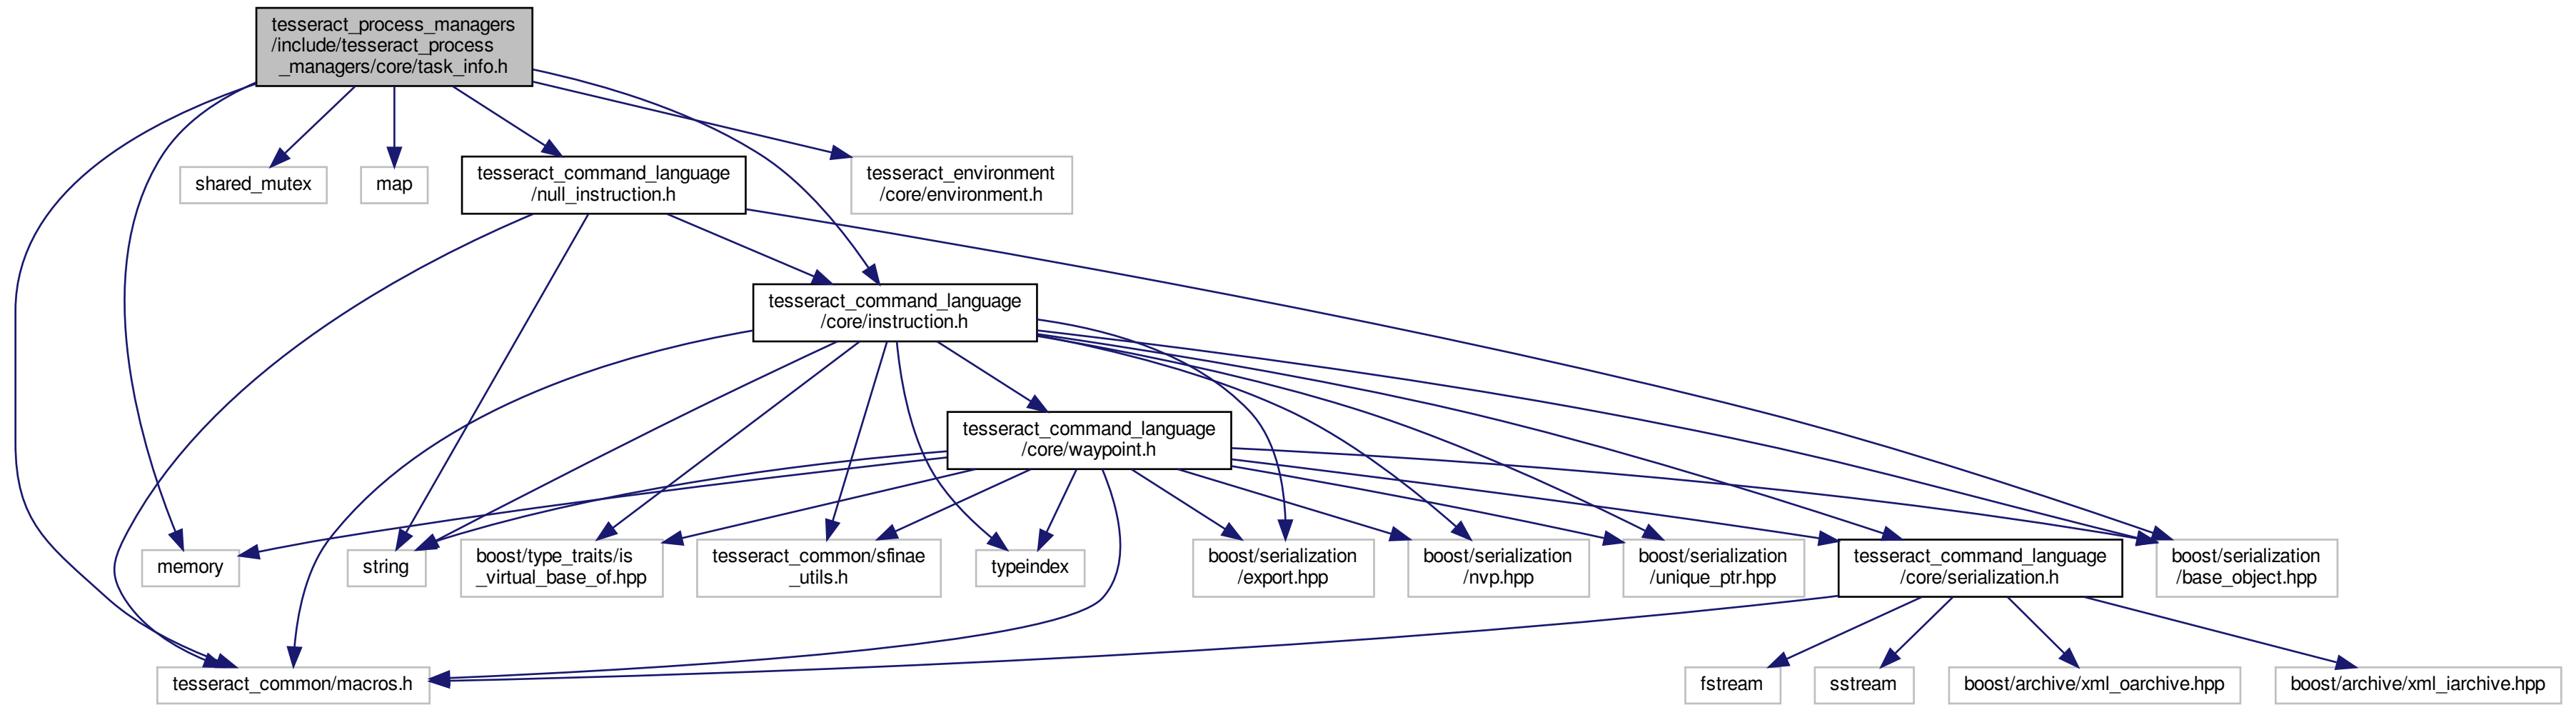 tesseract_process_managers
/include/tesseract_process
_managers/core/task_info.h
shared_mutex
map
tesseract_command_language
/null_instruction.h
tesseract_environment
/core/environment.h
tesseract_command_language
/core/instruction.h
tesseract_command_language
/core/waypoint.h
memory
string
boost/type_traits/is
_virtual_base_of.hpp
tesseract_common/sfinae
_utils.h
typeindex
boost/serialization
/export.hpp
boost/serialization
/nvp.hpp
boost/serialization
/unique_ptr.hpp
tesseract_command_language
/core/serialization.h
boost/serialization
/base_object.hpp
tesseract_common/macros.h
fstream
sstream
boost/archive/xml_oarchive.hpp
boost/archive/xml_iarchive.hpp